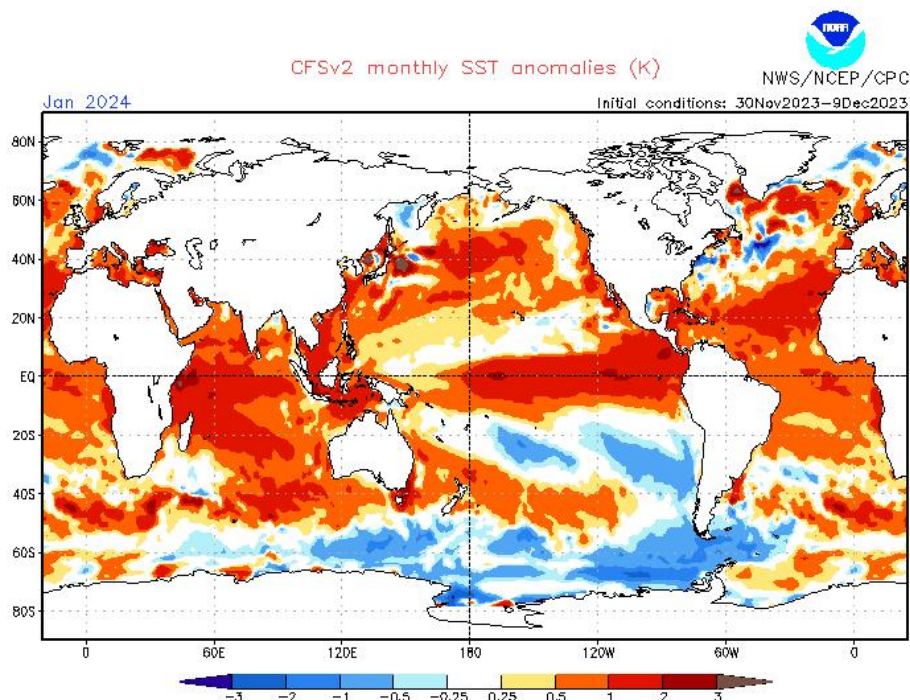 NOAA
CFSv2 monthly SST anomalies (K)
NWS/NCEP/CPC
Jan 2024
Initial conditions: 30Nov2023-9Dec2023
80N
60N
40N
20N
EQ
20S
40S
60S
80S
0 60E 120E 180 120W 60W 0
-3 -2 -1 -0.5 -0.25 0.25 0.5 1 2 3